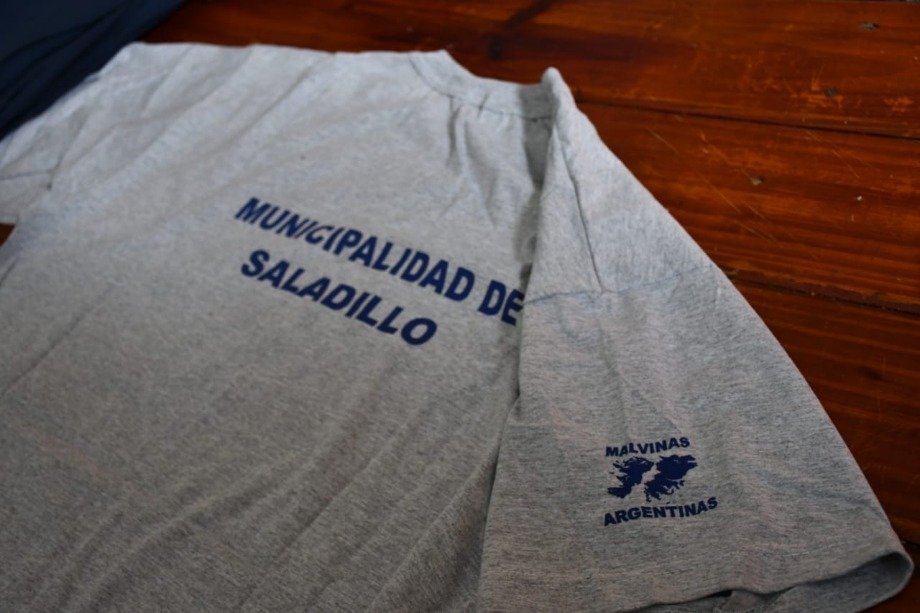 MUNICIPALIDAD DE
SALADILLO
MALVINAS
ARGENTINAS